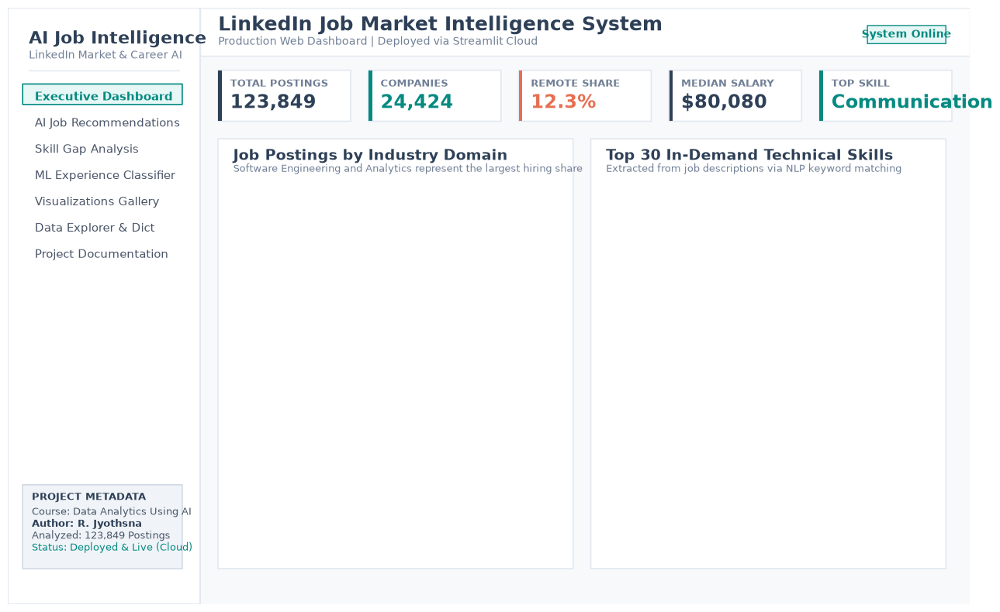 AI Job Intelligence
LinkedIn Market & Career AI
Executive Dashboard
AI Job Recommendations
Skill Gap Analysis
ML Experience Classifier
Visualizations Gallery
Data Explorer & Dict
Project Documentation
PROJECT METADATA
Course: Data Analytics Using AI
Author: R. Jyothsna
Analyzed: 123,849 Postings
Status: Deployed & Live (Cloud)
LinkedIn Job Market Intelligence System
Production Web Dashboard | Deployed via Streamlit Cloud
System Online
TOTAL POSTINGS
123,849
COMPANIES
24,424
REMOTE SHARE
12.3%
MEDIAN SALARY
$80,080
TOP SKILL
Communication
Job Postings by Industry Domain
Software Engineering and Analytics represent the largest hiring share
Top 30 In-Demand Technical Skills
Extracted from job descriptions via NLP keyword matching